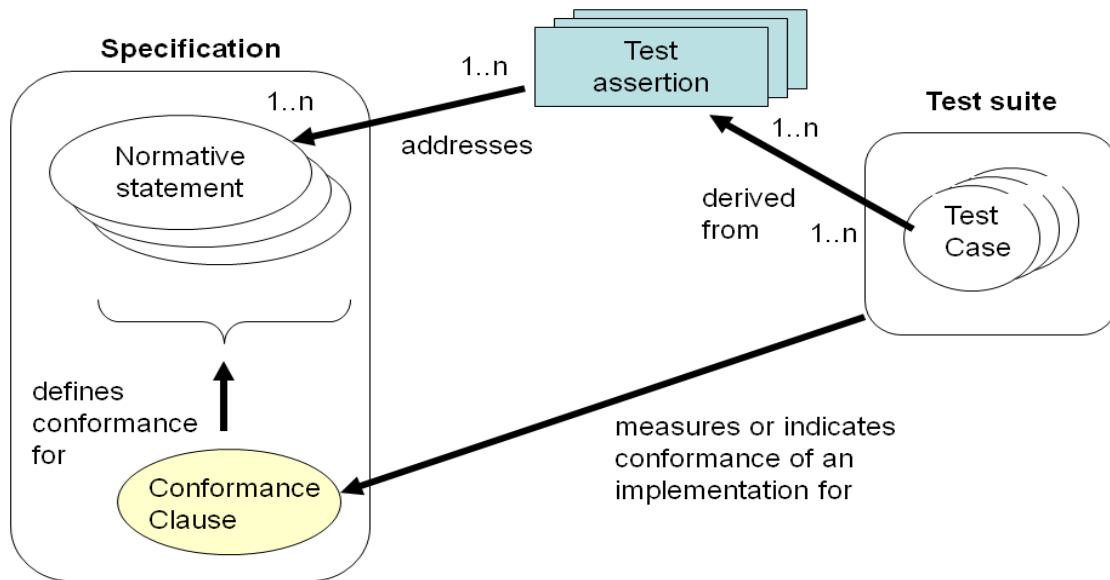 Specification
Test
assertion
1..n
1..n
Test suite
addresses
1..n
Normative
statement
derived
from
1..n
Test
Case
defines
conformance
for
measures or indicates
conformance of an
implementation for
Conformance
Clause